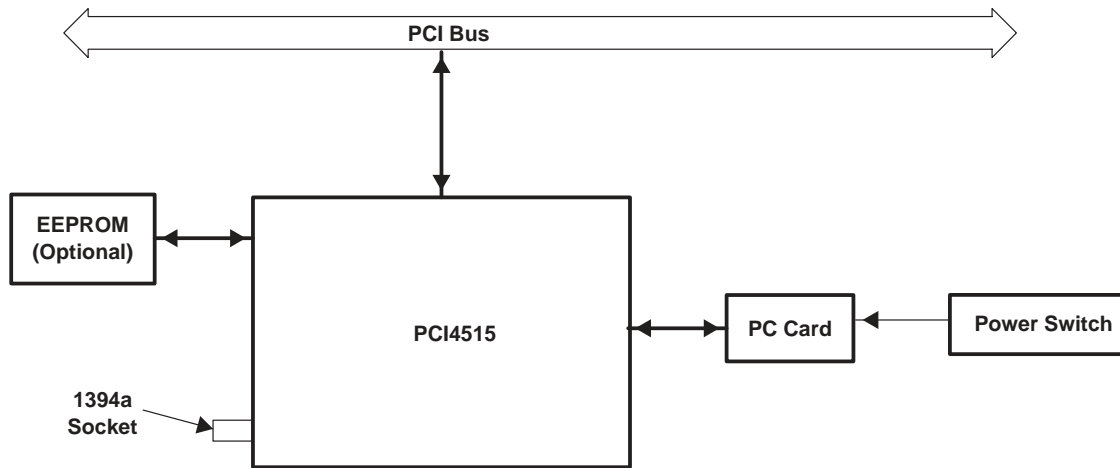 PCI Bus
EEPROM
(Optional)
PCI4515
PC Card
Power Switch
1394a
Socket